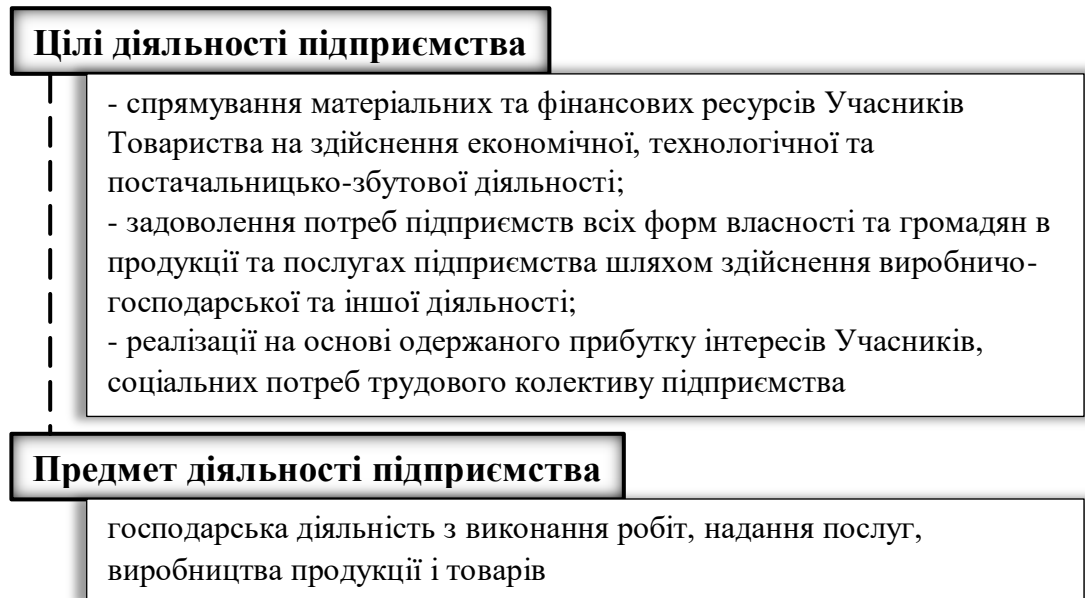 Цілі діяльності підприємства
- спрямування матеріальних та фінансових ресурсів Учасників
Товариства на здійснення економічної, технологічної та
постачальницько-збутової діяльності;
- задоволення потреб підприємств всіх форм власності та громадян в
продукції та послугах підприємства шляхом здійснення виробничо-
господарської та іншої діяльності;
- реалізації на основі одержаного прибутку інтересів Учасників,
соціальних потреб трудового колективу підприємства
Предмет діяльності підприємства
господарська діяльність з виконання робіт, надання послуг,
виробництва продукції і товарів